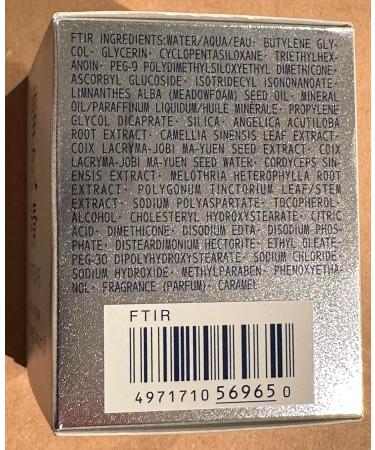 FTIR INGREDIENTS:WATER/AQUA/EAU· BUTYLENE GLY-
COL· GLYCERIN· CYCLOPENTASILOXANE· TRIETHYLHEX-
ANOIN· PEG-9 POLYDIMETHYLSILOXYETHYL DIMETHICONE·
ASCORBYL GLUCOSIDE· ISOTRIDECYL ISONONANOATE·
LIMNANTHES ALBA (MEADOWFOAM) SEED OIL· MINERAL
OIL/PARAFFINUM LIQUIDUM/HUILE MINERALE· PROPYLENE
GLYCOL DICAPRATE· SILICA· ANGELICA ACUTILOBA
ROOT EXTRACT· CAMELLIA SINENSIS LEAF EXTRACT·
COIX LACRYMA-JOBI MA-YUEN SEED EXTRACT· COIX
LACRYMA-JOBI MA-YUEN SEED WATER· CORDYCEPS SIN-
ENSIS EXTRACT· MELOTHRIA HETEROPHYLLA ROOT
EXTRACT· POLYGONUM TINCTORIUM LEAF/STEM
EXTRACT· SODIUM POLYASPARTATE· TOCOPHEROL·
ALCOHOL· CHOLESTERYL HYDROXYSTEARATE· CITRIC
ACID· DIMETHICONE· DISODIUM EDTA· DISODIUM PHOS-
PHATE· DISTEARDIMONIUM HECTORITE· ETHYL OLEATE·
PEG-30 DIPOLYHYDROXYSTEARATE· SODIUM CHLORIDE·
SODIUM HYDROXIDE· METHYLPARABEN· PHENOXYETHA-
NOL· FRAGRANCE (PARFUM)· CARAMEL
FTIR
4971710 56965 0